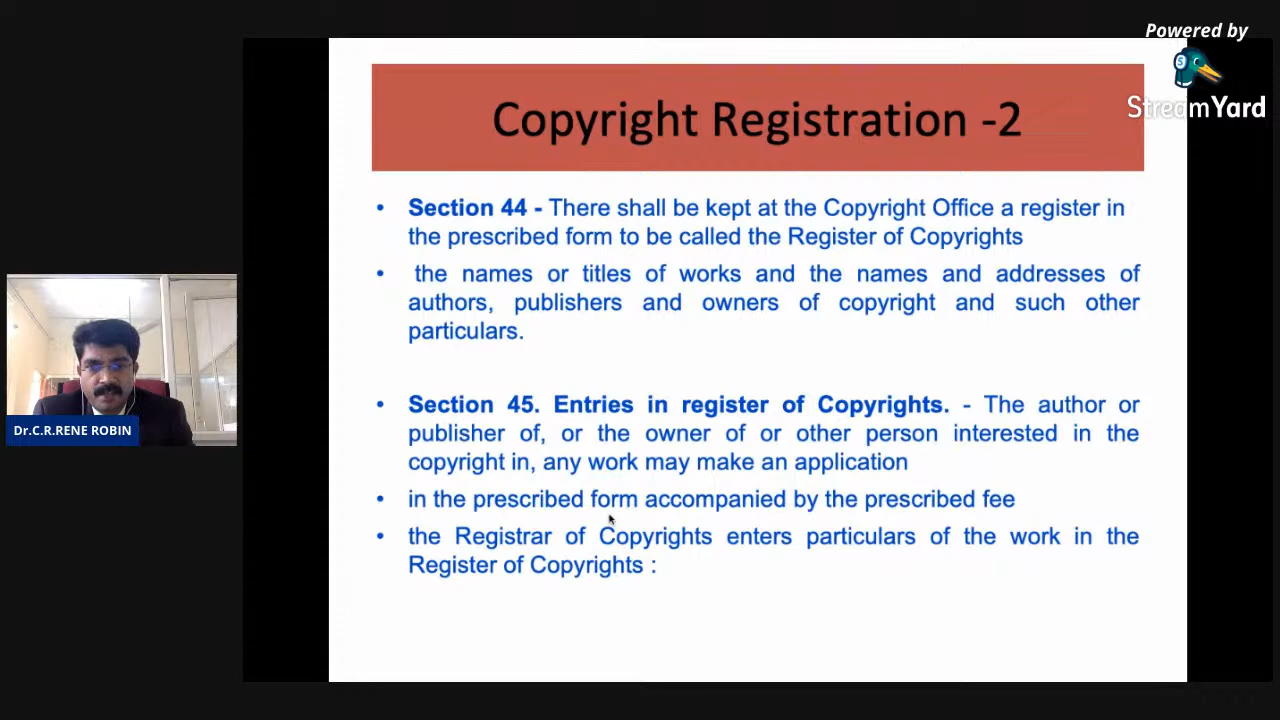 Powered by
StreamYard
Copyright Registration -2
• Section 44 - There shall be kept at the Copyright Office a register in
the prescribed form to be called the Register of Copyrights
• the names or titles of works and the names and addresses of
authors, publishers and owners of copyright and such other
particulars.
• Section 45. Entries in register of Copyrights. - The author or
publisher of, or the owner of or other person interested in the
copyright in, any work may make an application
• in the prescribed form accompanied by the prescribed fee
• the Registrar of Copyrights enters particulars of the work in the
Register of Copyrights :
Dr.C.R.RENE ROBIN